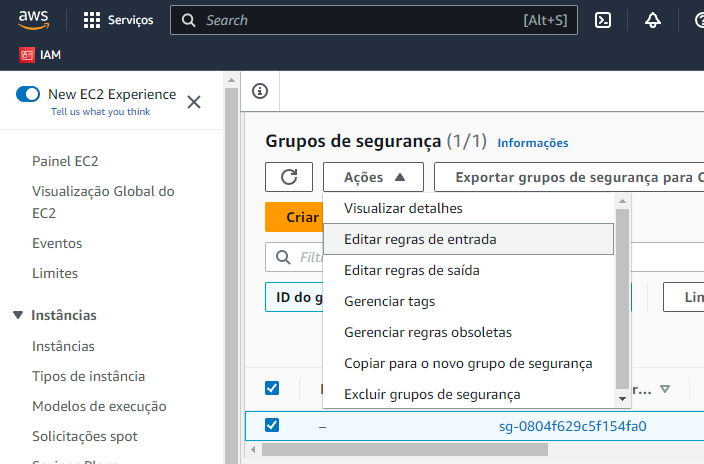 aws
Serviços
Search
[Alt+S]
IAM
New EC2 Experience
Tell us what you think
Painel EC2
Visualização Global do
EC2
Eventos
Limites
Instâncias
Instâncias
Tipos de instância
Modelos de execução
Solicitações spot
Grupos de segurança (1/1)
Informações
Ações
Exportar grupos de segurança para C
Criar
Visualizar detalhes
Editar regras de entrada
Editar regras de saída
Gerenciar tags
Gerenciar regras obsoletas
Copiar para o novo grupo de segurança
Excluir grupos de segurança
Filt
ID do g
Lim
r...
–
sg-0804f629c5f154fa0